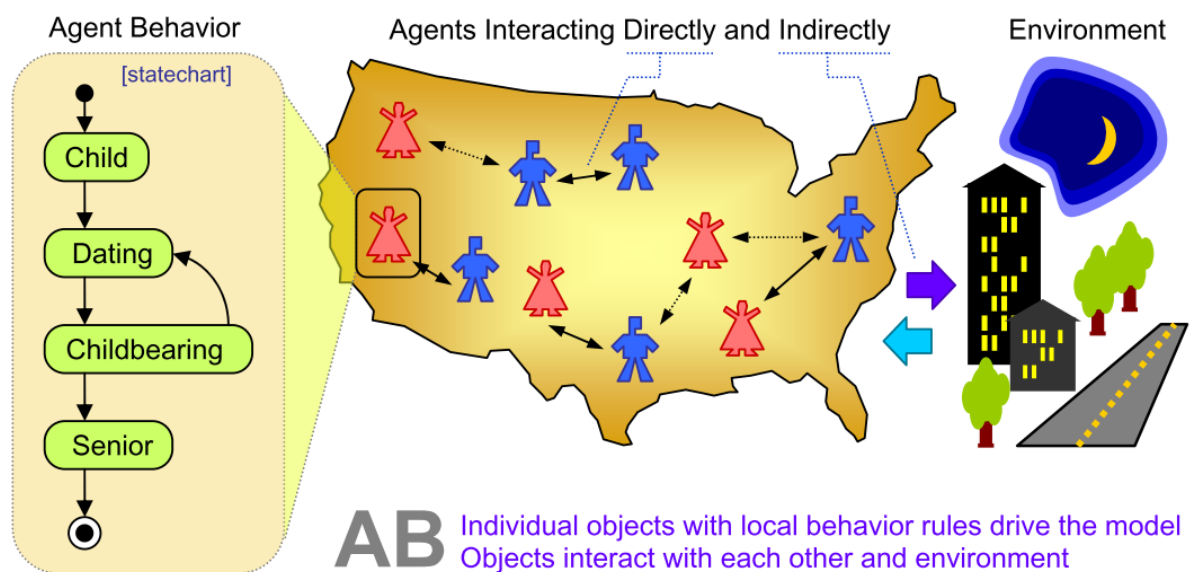 Agent Behavior
Agents Interacting Directly and Indirectly
Environment
[statechart]
Child
Dating
Childbearing
Senior
AB
Individual objects with local behavior rules drive the model
Objects interact with each other and environment